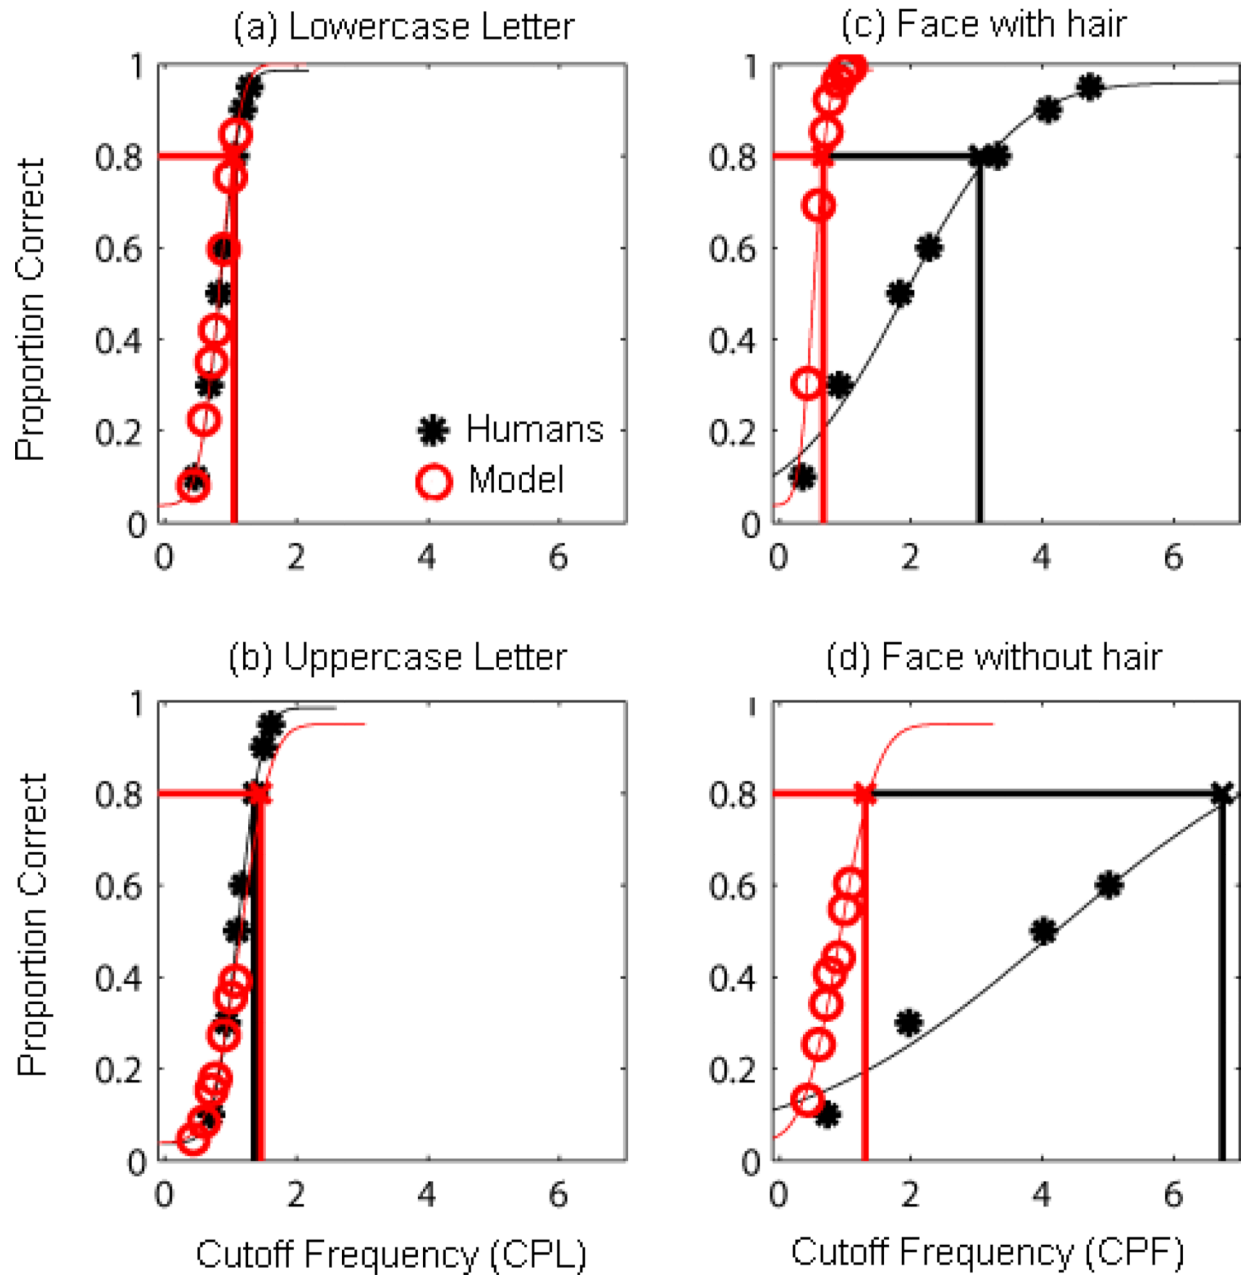 (a) Lowercase Letter
1
0.8
0.6
0.4
0.2
0
0 2 4 6
Proportion Correct
Humans
Model
(c) Face with hair
1
0.8
0.6
0.4
0.2
0
0 2 4 6
(b) Uppercase Letter
1
0.8
0.6
0.4
0.2
0
0 2 4 6
Proportion Correct
Cutoff Frequency (CPL)
(d) Face without hair
1
0.8
0.6
0.4
0.2
0
0 2 4 6
Cutoff Frequency (CPF)